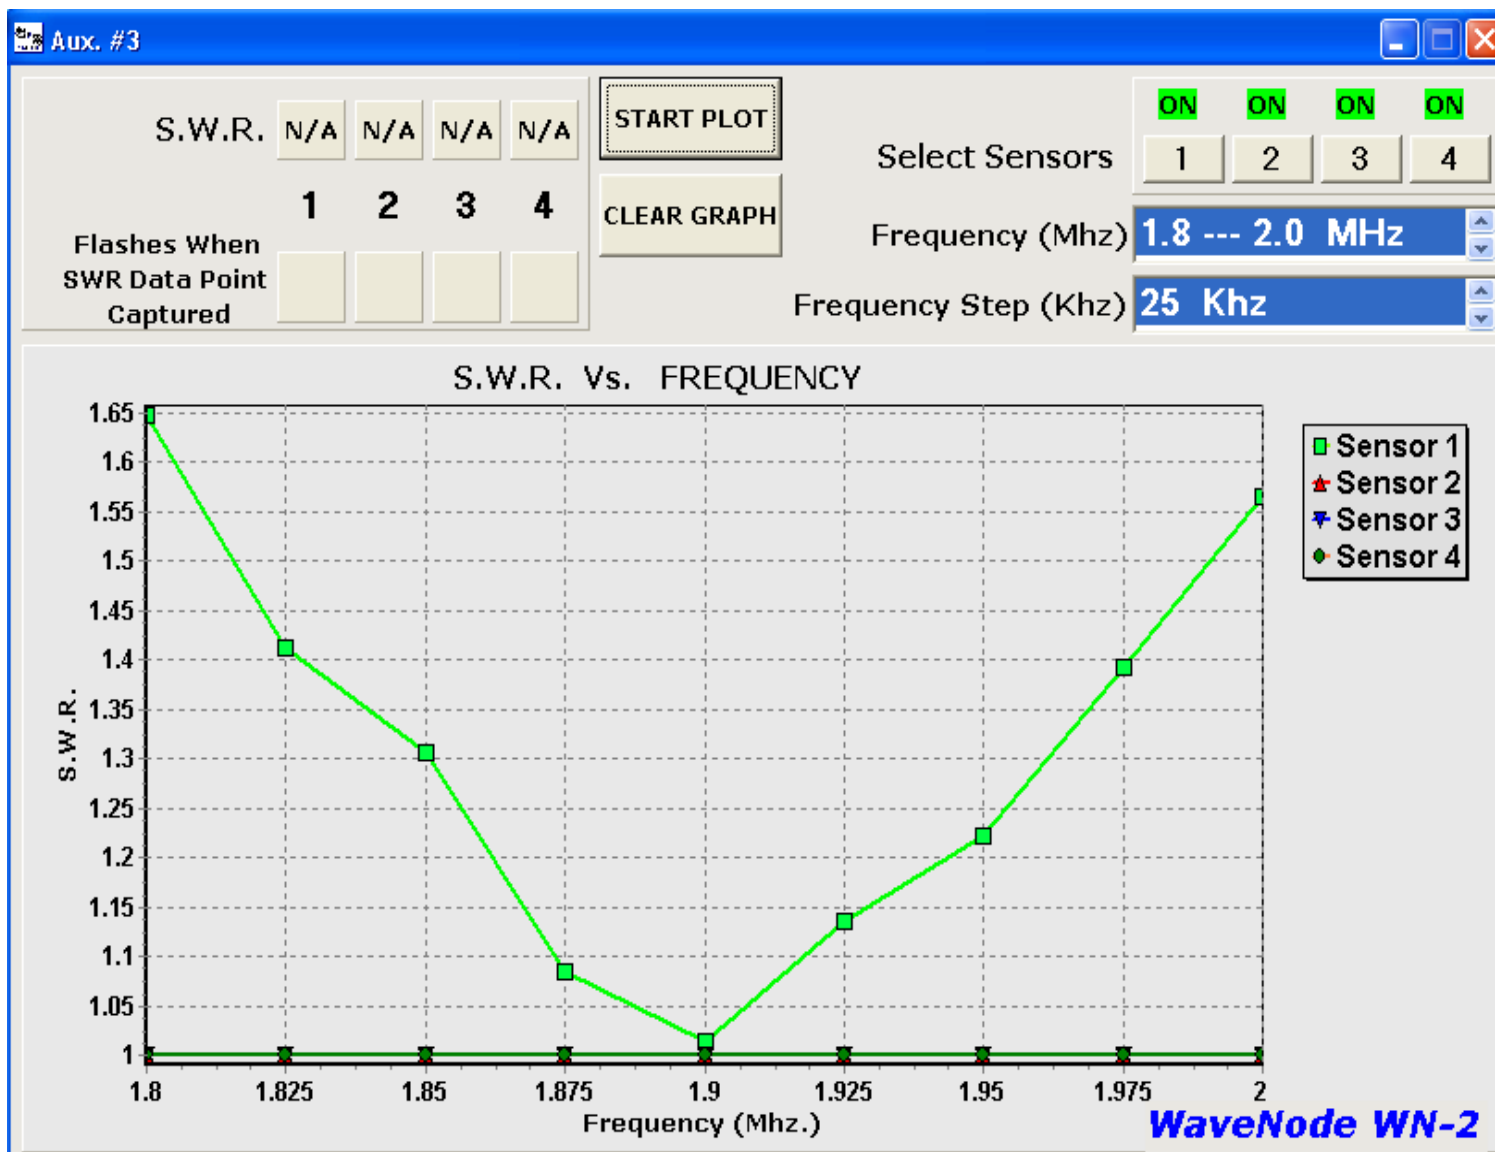 Aux. #3
S.W.R. N/A N/A N/A N/A
1 2 3 4
Flashes When
SWR Data Point
Captured
START PLOT
CLEAR GRAPH
ON ON ON ON
Select Sensors 1 2 3 4
Frequency (Mhz) 1.8 --- 2.0 MHz
Frequency Step (Khz) 25 Khz
S.W.R. Vs. FREQUENCY
1.65
1.6
1.55
1.5
1.45
1.4
1.35
1.3
1.25
1.2
1.15
1.1
1.05
1
S.W.R.
1.8 1.825 1.85 1.875 1.9 1.925 1.95 1.975 2
Frequency (Mhz.)
Sensor 1
Sensor 2
Sensor 3
Sensor 4
WaveNode WN-2